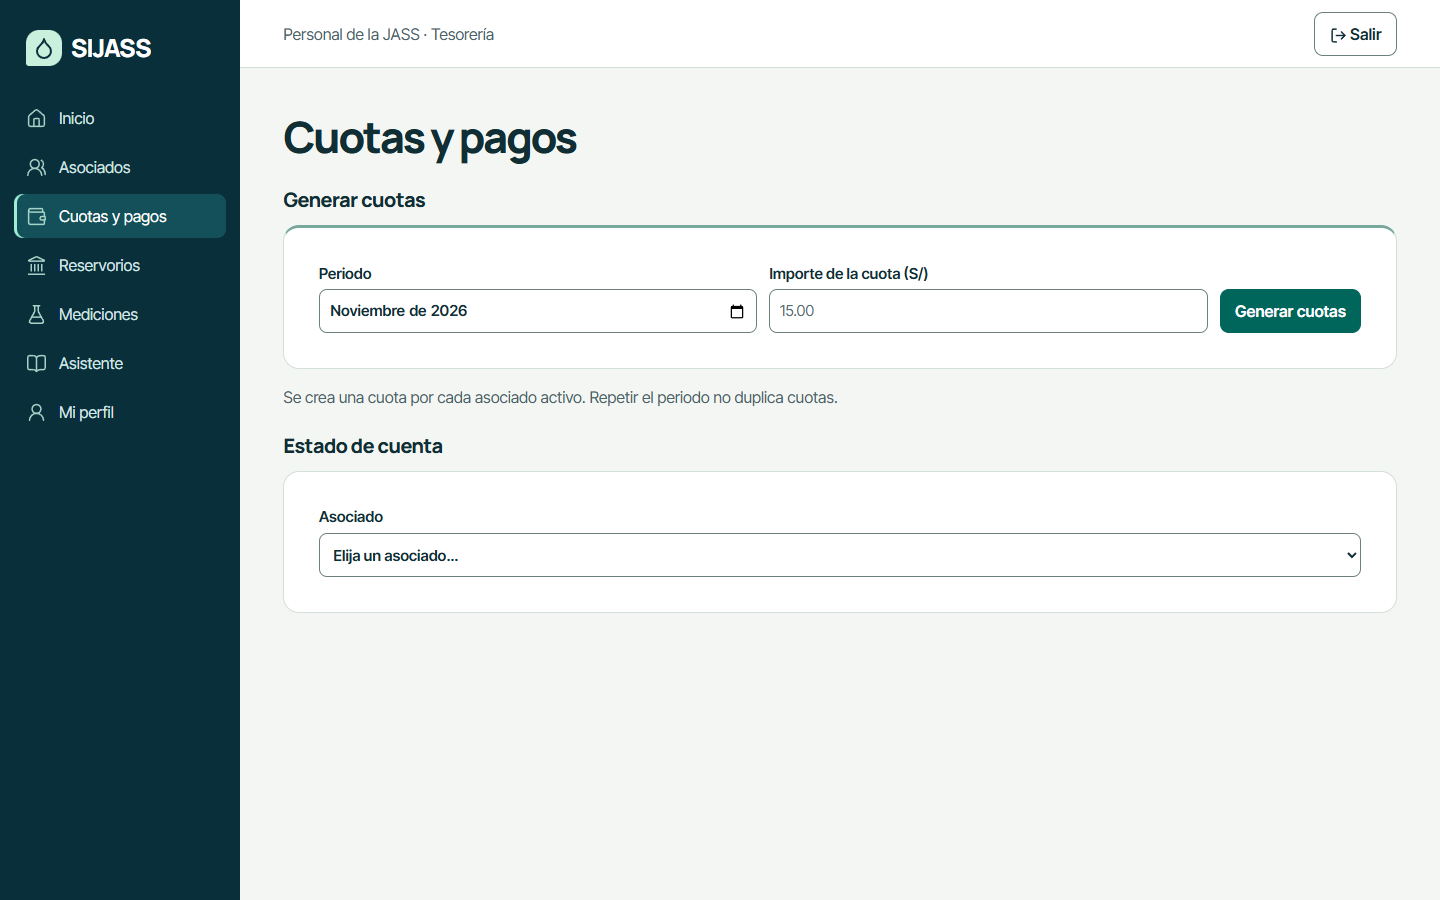 SIJASS
Inicio
Asociados
Cuotas y pagos
Reservorios
Mediciones
Asistente
Mi perfil
Personal de la JASS · Tesorería
Salir
Cuotas y pagos
Generar cuotas
Periodo
Noviembre de 2026
Importe de la cuota (S/)
15.00
Generar cuotas
Se crea una cuota por cada asociado activo. Repetir el periodo no duplica cuotas.
Estado de cuenta
Asociado
Elija un asociado...